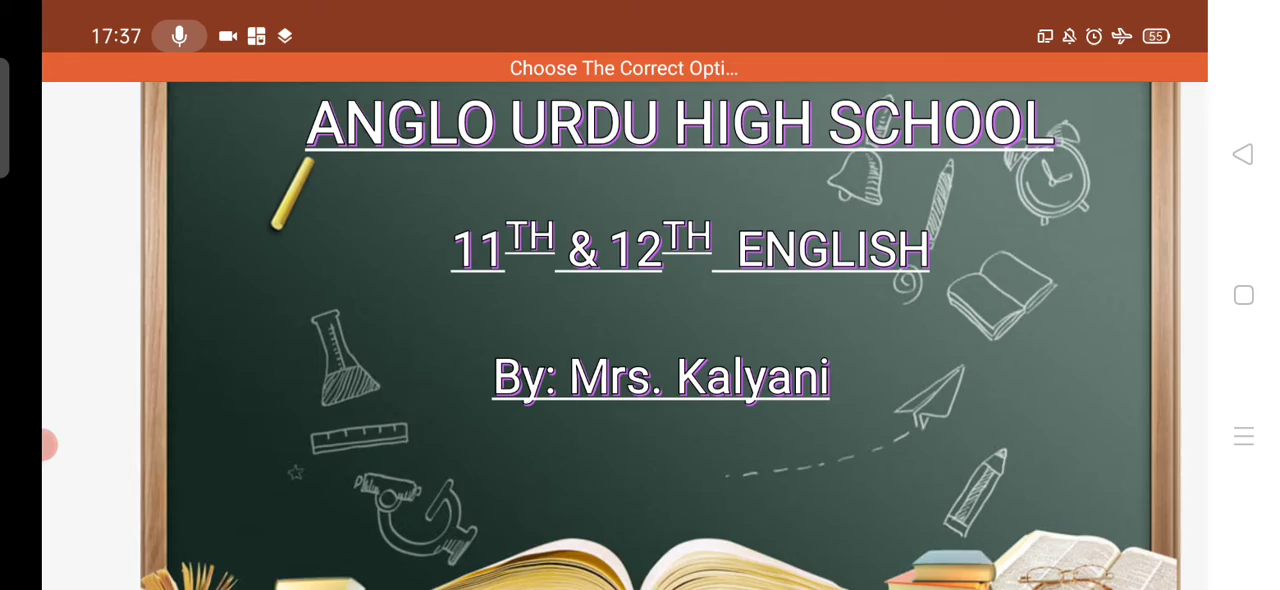 17:37
55
Choose The Correct Opti...
ANGLO URDU HIGH SCHOOL
11TH & 12TH ENGLISH
By: Mrs. Kalyani